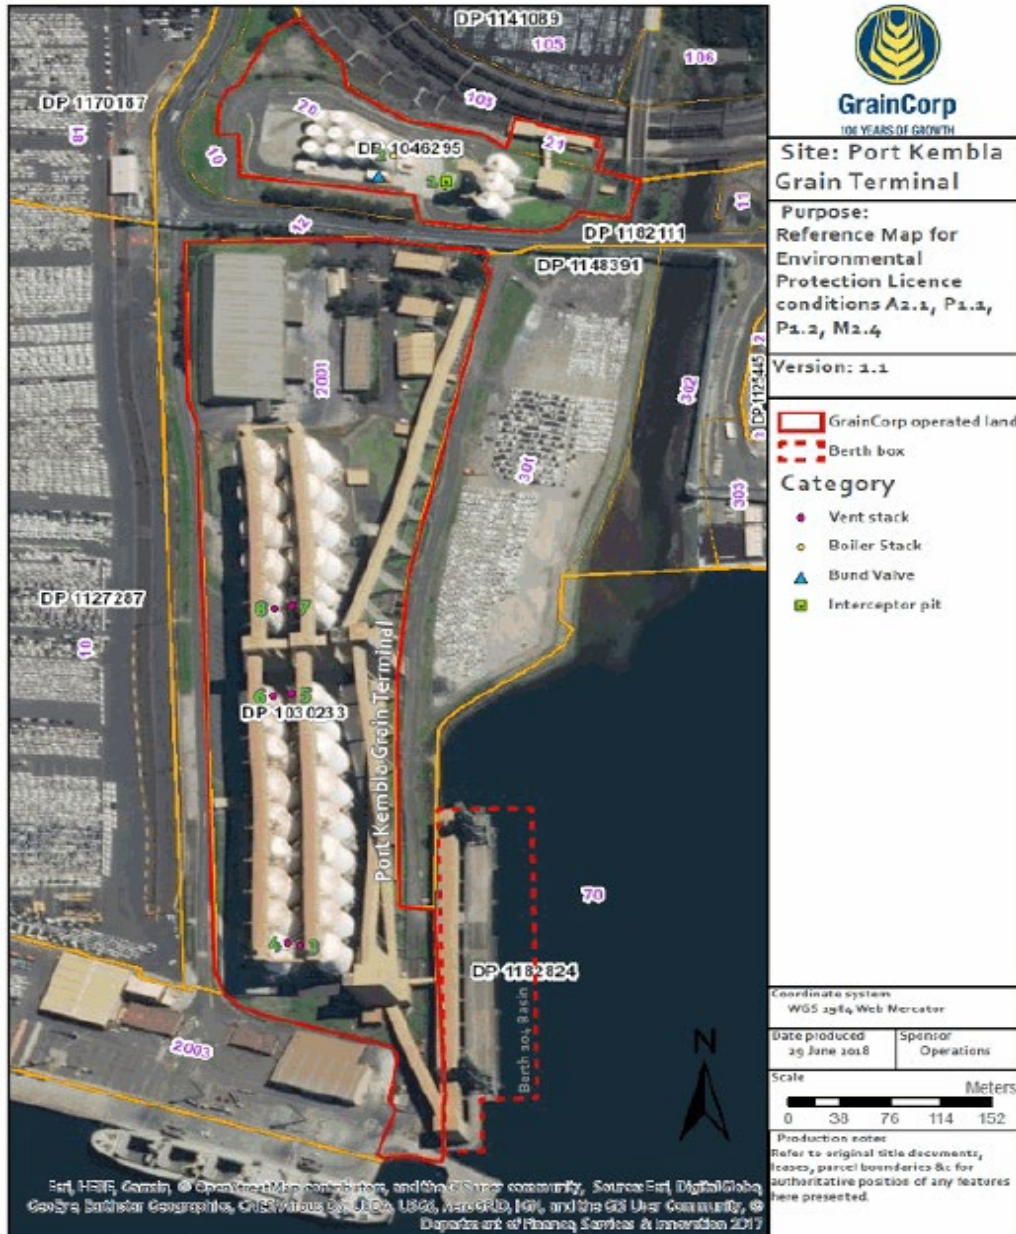 DP 1141089
105
106
DP 1170187
81
20
103
10
DP 1046295
21
1
11
12
DP 1182111
DP 1148391
2001
302
DP 1125445
301
303
DP 1127287
10
8
7
6
5
DP 1030233
Port Kembla Grain Terminal
70
4
3
DP 1182824
Berth 104 Basin
2003
N
GrainCorp
100 YEARS OF GROWTH
Site: Port Kembla
Grain Terminal
Purpose:
Reference Map for
Environmental
Protection Licence
conditions A2.1, P1.1,
P1.2, M2.4
Version: 1.1
GrainCorp operated land
Berth box
Category
Vent stack
Boiler Stack
Bund Valve
Interceptor pit
Coordinate system
WGS 1984 Web Mercator
Date produced
29 June 2018
Sponsor
Operations
Scale
Meters
0 38 76 114 152
Production notes
Refer to original title documents,
leases, parcel boundaries &c for
authoritative position of any features
here presented.
Esri, HERE, Garmin, © OpenStreetMap contributors, and the GIS user community, Source: Esri, DigitalGlobe,
GeoEye, Earthstar Geographics, CNES/Airbus DS, USDA, USGS, AeroGRID, IGN, and the GIS User Community, ©
Department of Finance, Services & Innovation 2017